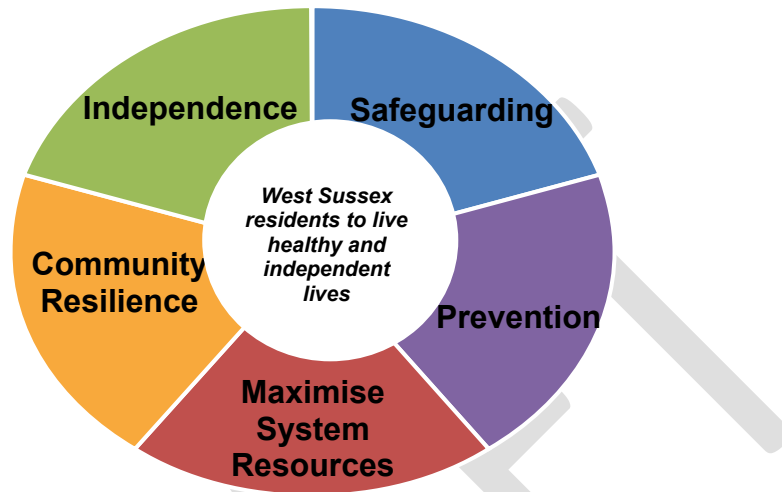 Independence
Safeguarding
West Sussex
residents to live
healthy and
independent
lives
Community
Resilience
Prevention
Maximise
System
Resources